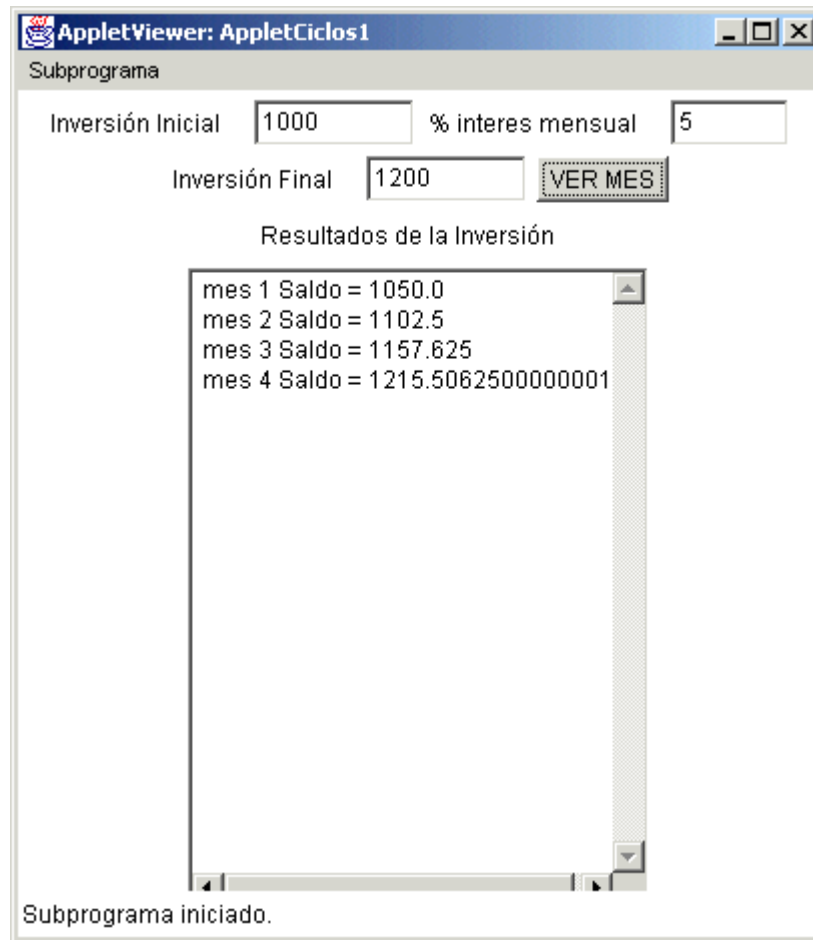 AppletViewer: AppletCiclos1
Subprograma
Inversión Inicial 1000 % interes mensual 5
Inversión Final 1200 VER MES
Resultados de la Inversión
mes 1 Saldo = 1050.0
mes 2 Saldo = 1102.5
mes 3 Saldo = 1157.625
mes 4 Saldo = 1215.5062500000001
Subprograma iniciado.